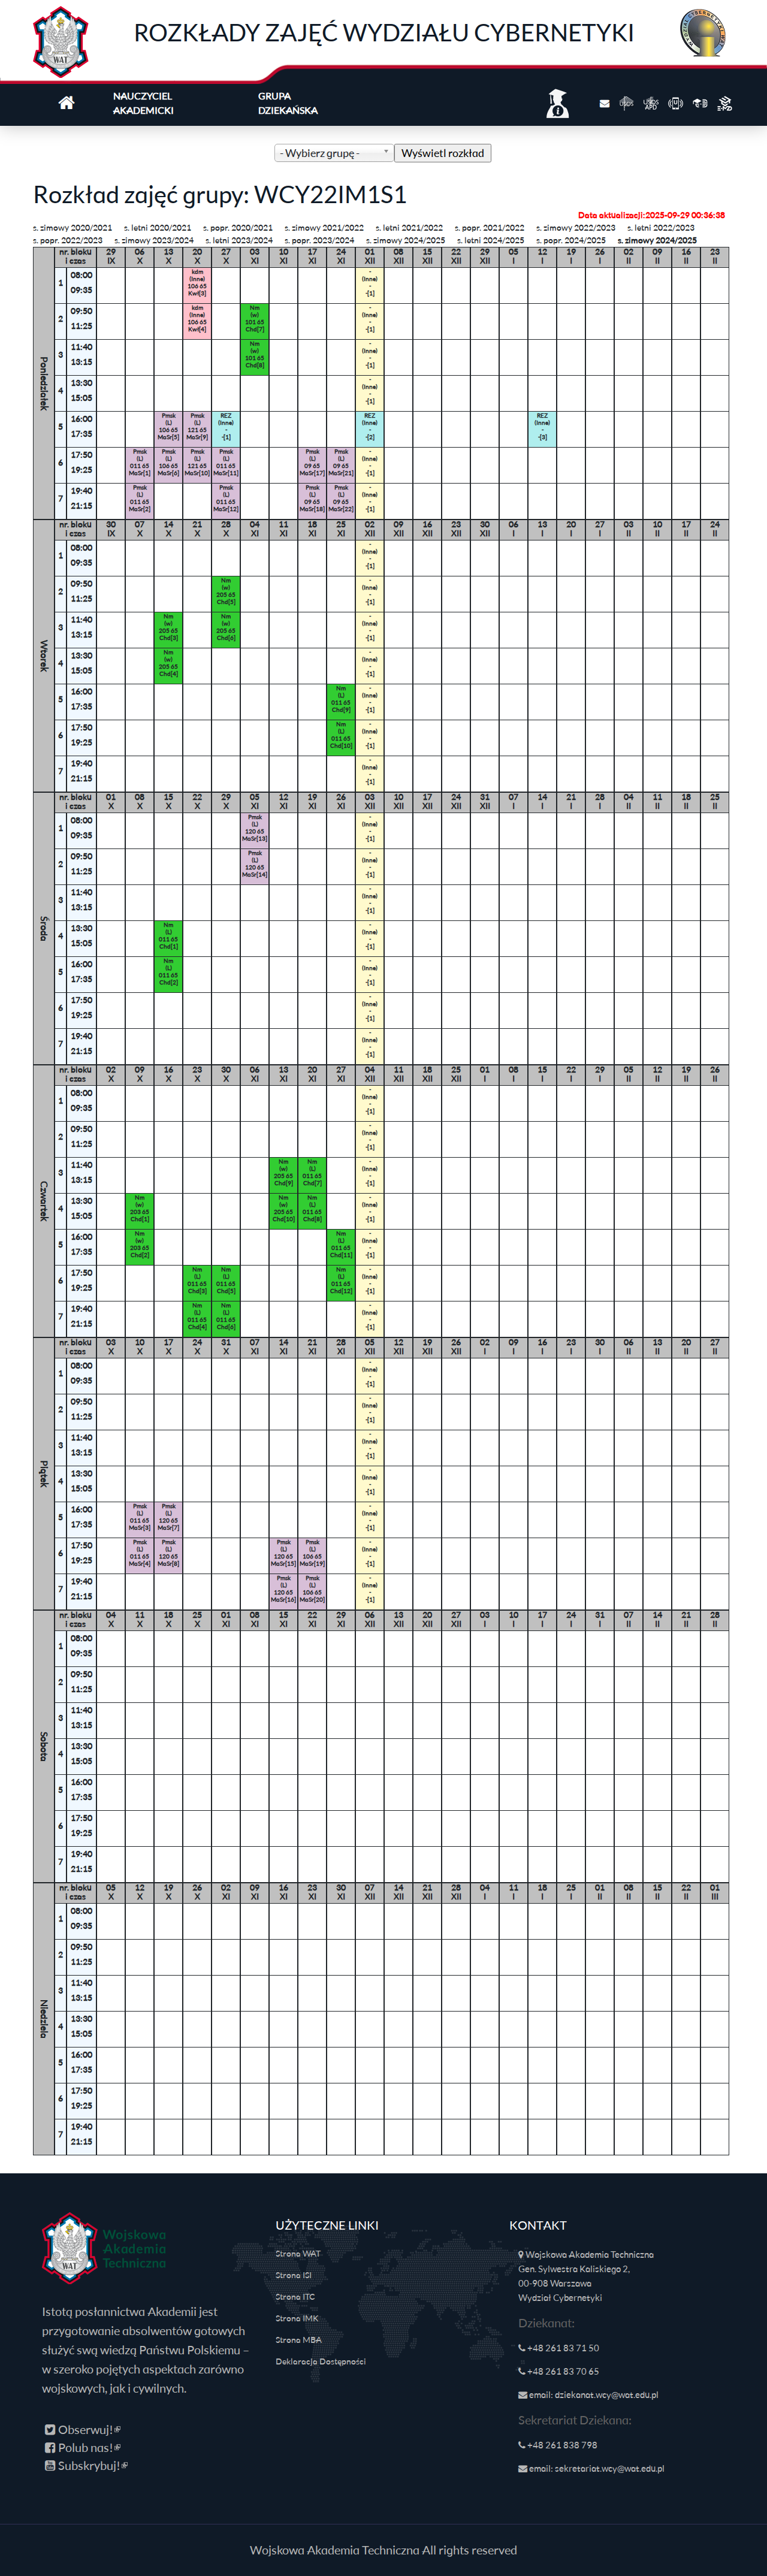 ROZKŁADY ZAJĘĆ WYDZIAŁU CYBERNETYKI
NAUCZYCIEL AKADEMICKI
GRUPA DZIEKAŃSKA
- Wybierz grupę -
Wyświetl rozkład
Rozkład zajęć grupy: WCY22IM1S1
Data aktualizacji:2025-09-29 00:36:38
s. zimowy 2020/2021 s. letni 2020/2021 s. popr. 2020/2021 s. zimowy 2021/2022 s. letni 2021/2022 s. popr. 2021/2022 s. zimowy 2022/2023 s. letni 2022/2023
s. popr. 2022/2023 s. zimowy 2023/2024 s. letni 2023/2024 s. popr. 2023/2024 s. zimowy 2024/2025 s. letni 2024/2025 s. popr. 2024/2025 s. zimowy 2024/2025
Poniedziałek
nr. bloku 29 06 13 20 27 03 10 17 24 01 08 15 22 29 05 12 19 26 02 09 16 23
i czas IX X X X X XI XI XI XI XII XII XII XII XII I I I I II II II II
1 08:00 09:35 kdm (Inne) 106 65 Kwł[3] - (Inne) - -[1]
2 09:50 11:25 kdm (Inne) 106 65 Kwł[4] Nm (w) 101 65 Chd[7] - (Inne) - -[1]
3 11:40 13:15 Nm (w) 101 65 Chd[8] - (Inne) - -[1]
4 13:30 15:05 - (Inne) - -[1]
5 16:00 17:35 Pmsk (L) 106 65 MaSr[5] Pmsk (L) 121 65 MaSr[9] REZ (Inne) - -[1] REZ (Inne) - -[2] REZ (Inne) - -[3]
6 17:50 19:25 Pmsk (L) 011 65 MaSr[1] Pmsk (L) 106 65 MaSr[6] Pmsk (L) 121 65 MaSr[10] Pmsk (L) 011 65 MaSr[11] Pmsk (L) 09 65 MaSr[17] Pmsk (L) 09 65 MaSr[21] - (Inne) - -[1]
7 19:40 21:15 Pmsk (L) 011 65 MaSr[2] Pmsk (L) 011 65 MaSr[12] Pmsk (L) 09 65 MaSr[18] Pmsk (L) 09 65 MaSr[22] - (Inne) - -[1]
Wtorek
nr. bloku 30 07 14 21 28 04 11 18 25 02 09 16 23 30 06 13 20 27 03 10 17 24
i czas IX X X X X XI XI XI XI XII XII XII XII XII I I I I II II II II
1 08:00 09:35 - (Inne) - -[1]
2 09:50 11:25 Nm (w) 205 65 Chd[5] - (Inne) - -[1]
3 11:40 13:15 Nm (w) 205 65 Chd[3] Nm (w) 205 65 Chd[6] - (Inne) - -[1]
4 13:30 15:05 Nm (w) 205 65 Chd[4] - (Inne) - -[1]
5 16:00 17:35 Nm (L) 011 65 Chd[9] - (Inne) - -[1]
6 17:50 19:25 Nm (L) 011 65 Chd[10] - (Inne) - -[1]
7 19:40 21:15 - (Inne) - -[1]
Środa
nr. bloku 01 08 15 22 29 05 12 19 26 03 10 17 24 31 07 14 21 28 04 11 18 25
i czas X X X X X XI XI XI XI XII XII XII XII XII I I I I II II II II
1 08:00 09:35 Pmsk (L) 120 65 MaSr[13] - (Inne) - -[1]
2 09:50 11:25 Pmsk (L) 120 65 MaSr[14] - (Inne) - -[1]
3 11:40 13:15 - (Inne) - -[1]
4 13:30 15:05 Nm (L) 011 65 Chd[1] - (Inne) - -[1]
5 16:00 17:35 Nm (L) 011 65 Chd[2] - (Inne) - -[1]
6 17:50 19:25 - (Inne) - -[1]
7 19:40 21:15 - (Inne) - -[1]
Czwartek
nr. bloku 02 09 16 23 30 06 13 20 27 04 11 18 25 01 08 15 22 29 05 12 19 26
i czas X X X X X XI XI XI XI XII XII XII XII I I I I I II II II II
1 08:00 09:35 - (Inne) - -[1]
2 09:50 11:25 - (Inne) - -[1]
3 11:40 13:15 Nm (w) 205 65 Chd[9] Nm (L) 011 65 Chd[7] - (Inne) - -[1]
4 13:30 15:05 Nm (w) 203 65 Chd[1] Nm (w) 205 65 Chd[10] Nm (L) 011 65 Chd[8] - (Inne) - -[1]
5 16:00 17:35 Nm (w) 203 65 Chd[2] Nm (L) 011 65 Chd[11] - (Inne) - -[1]
6 17:50 19:25 Nm (L) 011 65 Chd[3] Nm (L) 011 65 Chd[5] Nm (L) 011 65 Chd[12] - (Inne) - -[1]
7 19:40 21:15 Nm (L) 011 65 Chd[4] Nm (L) 011 65 Chd[6] - (Inne) - -[1]
Piątek
nr. bloku 03 10 17 24 31 07 14 21 28 05 12 19 26 02 09 16 23 30 06 13 20 27
i czas X X X X X XI XI XI XI XII XII XII XII I I I I I II II II II
1 08:00 09:35 - (Inne) - -[1]
2 09:50 11:25 - (Inne) - -[1]
3 11:40 13:15 - (Inne) - -[1]
4 13:30 15:05 - (Inne) - -[1]
5 16:00 17:35 Pmsk (L) 011 65 MaSr[3] Pmsk (L) 120 65 MaSr[7] - (Inne) - -[1]
6 17:50 19:25 Pmsk (L) 011 65 MaSr[4] Pmsk (L) 120 65 MaSr[8] Pmsk (L) 120 65 MaSr[15] Pmsk (L) 106 65 MaSr[19] - (Inne) - -[1]
7 19:40 21:15 Pmsk (L) 120 65 MaSr[16] Pmsk (L) 106 65 MaSr[20] - (Inne) - -[1]
Sobota
nr. bloku 04 11 18 25 01 08 15 22 29 06 13 20 27 03 10 17 24 31 07 14 21 28
i czas X X X X XI XI XI XI XI XII XII XII XII I I I I I II II II II
1 08:00 09:35
2 09:50 11:25
3 11:40 13:15
4 13:30 15:05
5 16:00 17:35
6 17:50 19:25
7 19:40 21:15
Niedziela
nr. bloku 05 12 19 26 02 09 16 23 30 07 14 21 28 04 11 18 25 01 08 15 22 01
i czas X X X X XI XI XI XI XI XII XII XII XII I I I I II II II II III
1 08:00 09:35
2 09:50 11:25
3 11:40 13:15
4 13:30 15:05
5 16:00 17:35
6 17:50 19:25
7 19:40 21:15
WAT
Wojskowa
Akademia
Techniczna
Istotą posłannictwa Akademii jest
przygotowanie absolwentów gotowych
służyć swą wiedzą Państwu Polskiemu –
w szeroko pojętych aspektach zarówno
wojskowych, jak i cywilnych.
Obserwuj!
Polub nas!
Subskrybuj!
UŻYTECZNE LINKI
Strona WAT
Strona ISI
Strona ITC
Strona IMK
Strona MBA
Deklaracja Dostępności
KONTAKT
Wojskowa Akademia Techniczna
Gen. Sylwestra Kaliskiego 2,
00-908 Warszawa
Wydział Cybernetyki
Dziekanat:
+48 261 83 71 50
+48 261 83 70 65
email: dziekanat.wcy@wat.edu.pl
Sekretariat Dziekana:
+48 261 838 798
email: sekretariat.wcy@wat.edu.pl
Wojskowa Akademia Techniczna All rights reserved